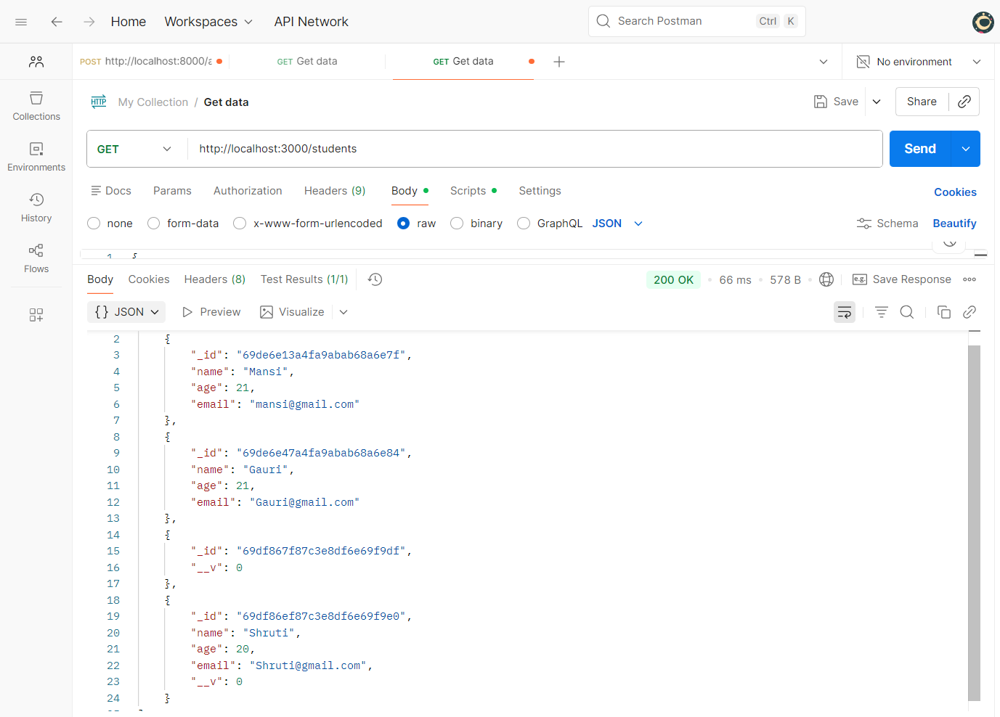 Home Workspaces API Network Search Postman Ctrl K
POST http://localhost:8000/a GET Get data GET Get data No environment
HTTP My Collection / Get data Save Share
GET http://localhost:3000/students Send
Docs Params Authorization Headers (9) Body Scripts Settings Cookies
none form-data x-www-form-urlencoded raw binary GraphQL JSON Schema Beautify
Collections
Environments
History
Flows
1 {
Body Cookies Headers (8) Test Results (1/1) 200 OK 66 ms 578 B e.g. Save Response
{} JSON Preview Visualize
2 {
3 "_id": "69de6e13a4fa9abab68a6e7f",
4 "name": "Mansi",
5 "age": 21,
6 "email": "mansi@gmail.com"
7 },
8 {
9 "_id": "69de6e47a4fa9abab68a6e84",
10 "name": "Gauri",
11 "age": 21,
12 "email": "Gauri@gmail.com"
13 },
14 {
15 "_id": "69df867f87c3e8df6e69f9df",
16 "__v": 0
17 },
18 {
19 "_id": "69df86ef87c3e8df6e69f9e0",
20 "name": "Shruti",
21 "age": 20,
22 "email": "Shruti@gmail.com",
23 "__v": 0
24 }